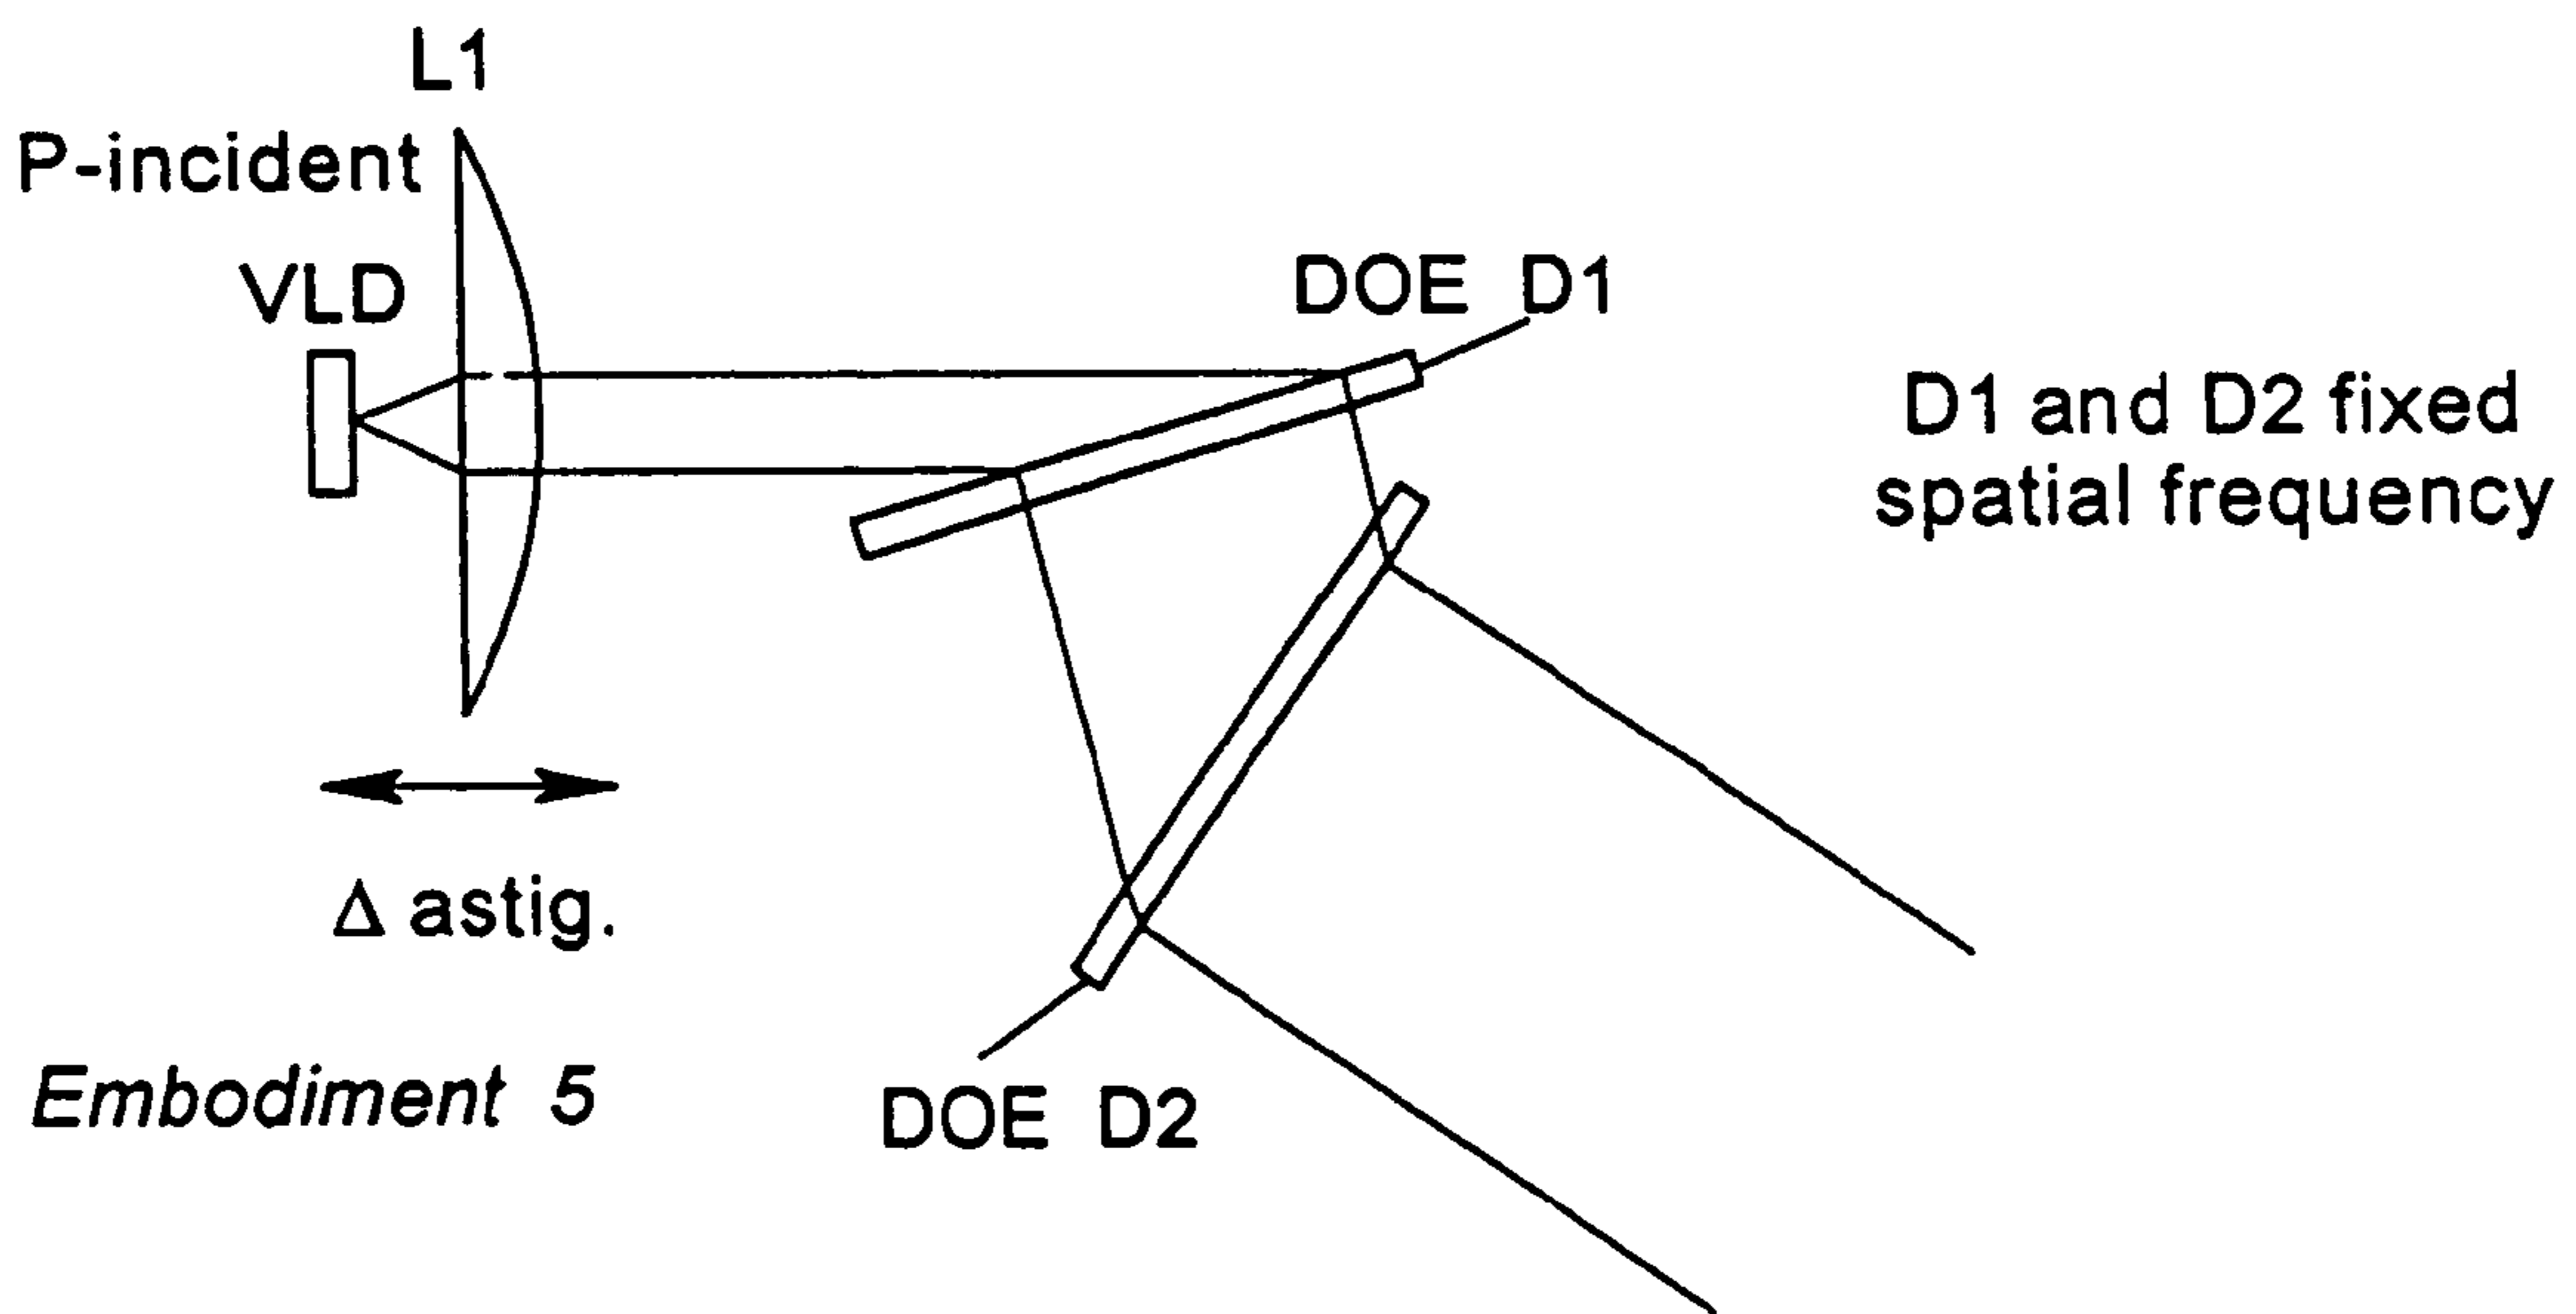 L1
P-incident
VLD
DOE D1
D1 and D2 fixed
spatial frequency
Δ astig.
Embodiment 5
DOE D2